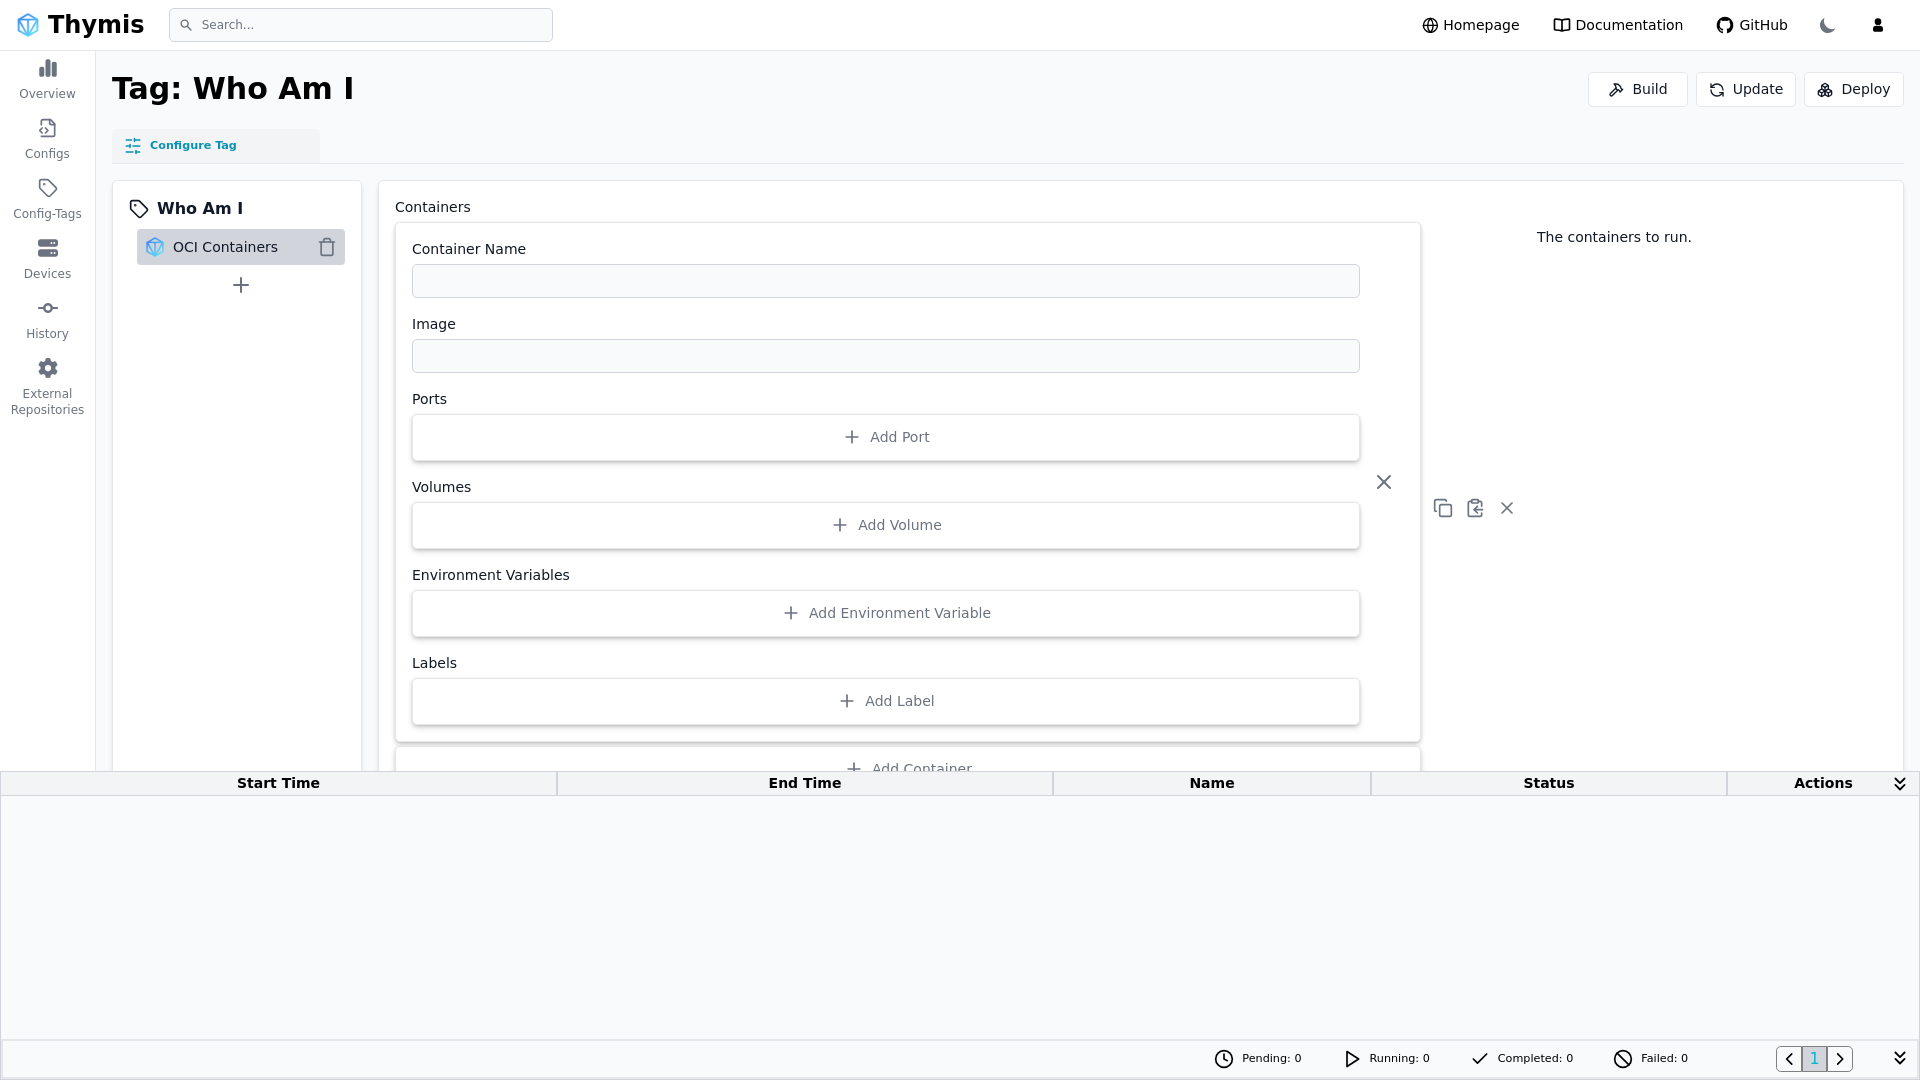 Thymis
Search...
Homepage
Documentation
GitHub
Overview
Configs
Config-Tags
Devices
History
External
Repositories
Tag: Who Am I
Build
Update
Deploy
Configure Tag
Who Am I
OCI Containers
Containers
Container Name
Image
Ports
Add Port
Volumes
Add Volume
Environment Variables
Add Environment Variable
Labels
Add Label
Add Container
The containers to run.
Start Time End Time Name Status Actions
Pending: 0 Running: 0 Completed: 0 Failed: 0 1